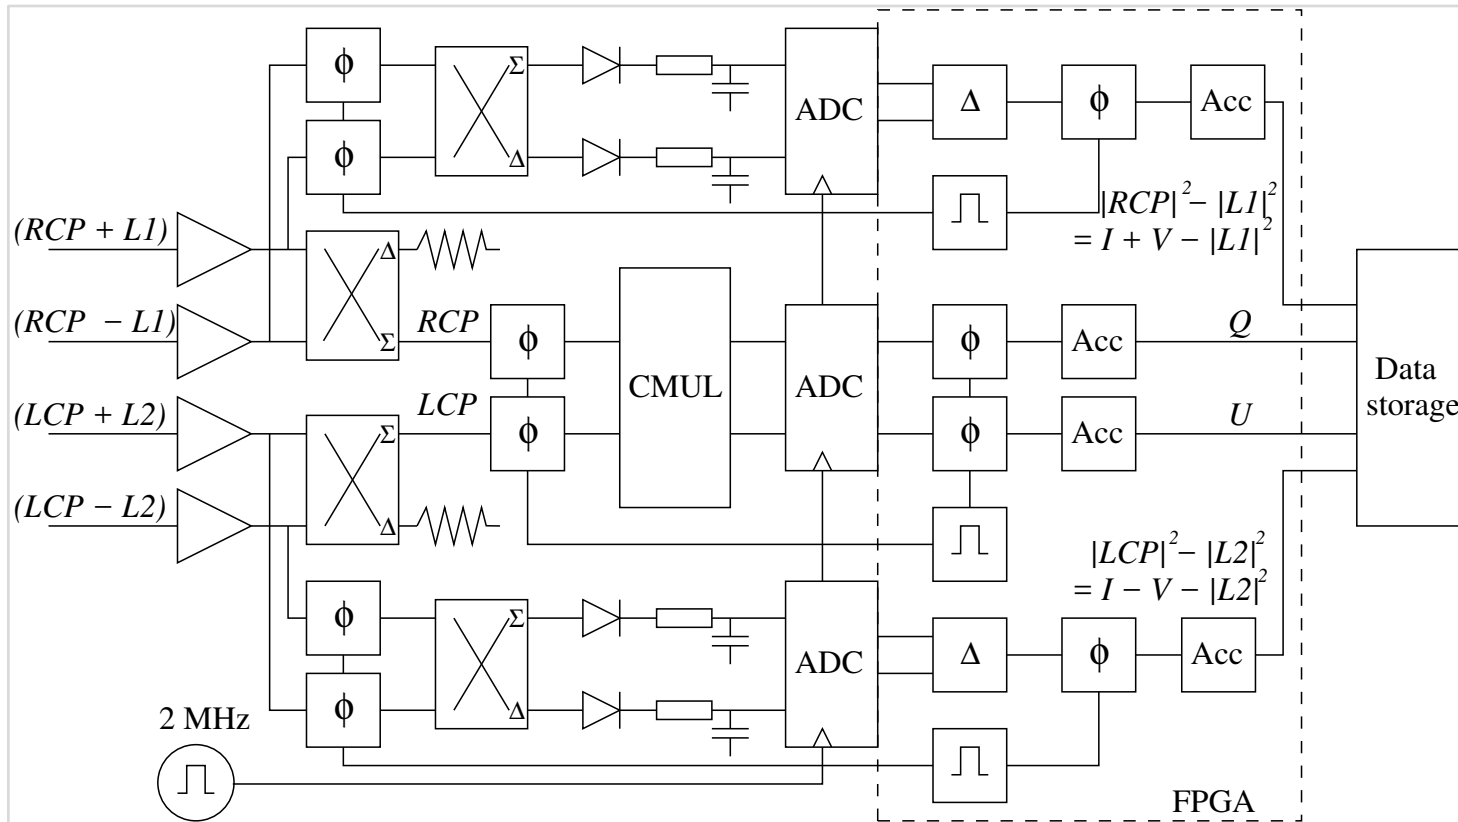 ϕ
Σ
Δ
ADC
Δ
ϕ
Acc
ϕ
|RCP|² − |L1|²
= I + V − |L1|²
(RCP + L1)
Δ
Σ
(RCP − L1)
RCP
ϕ
CMUL
ADC
ϕ
Acc
Q
Data
storage
(LCP + L2)
Σ
Δ
LCP
ϕ
ϕ
Acc
U
(LCP − L2)
|LCP|² − |L2|²
= I − V − |L2|²
ϕ
Σ
Δ
ADC
Δ
ϕ
Acc
ϕ
2 MHz
FPGA